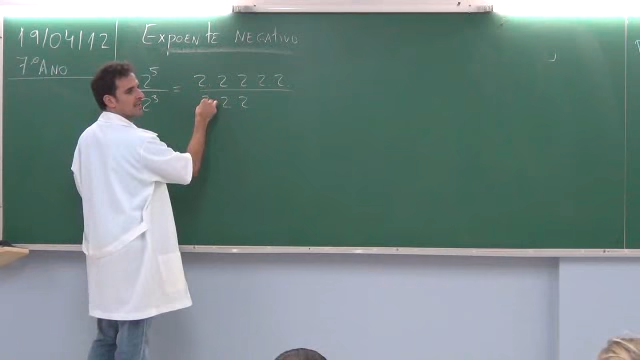 19/04/12
Expoente negativo
7º Ano
2⁵ = 2.2 2 2 2
2³ 2 2 2